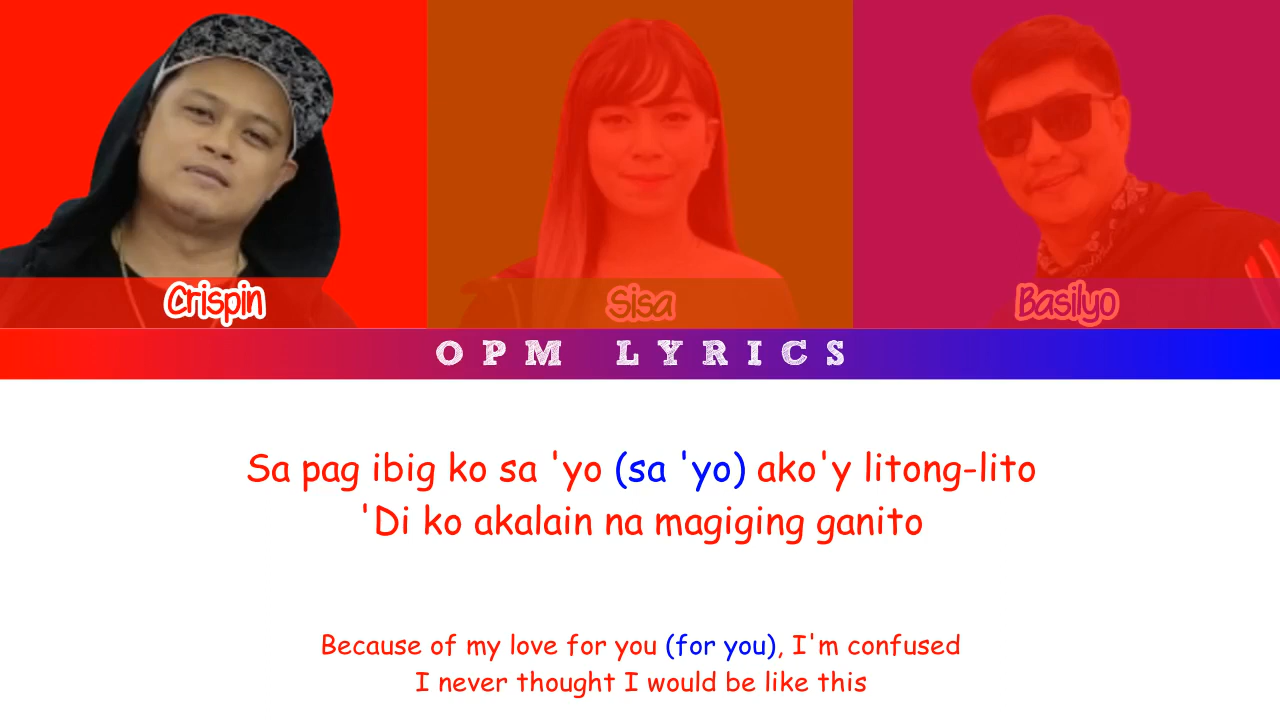 Crispin
Sisa
Basilyo
OPM LYRICS
Sa pag ibig ko sa 'yo (sa 'yo) ako'y litong-lito
'Di ko akalain na magiging ganito
Because of my love for you (for you), I'm confused
I never thought I would be like this